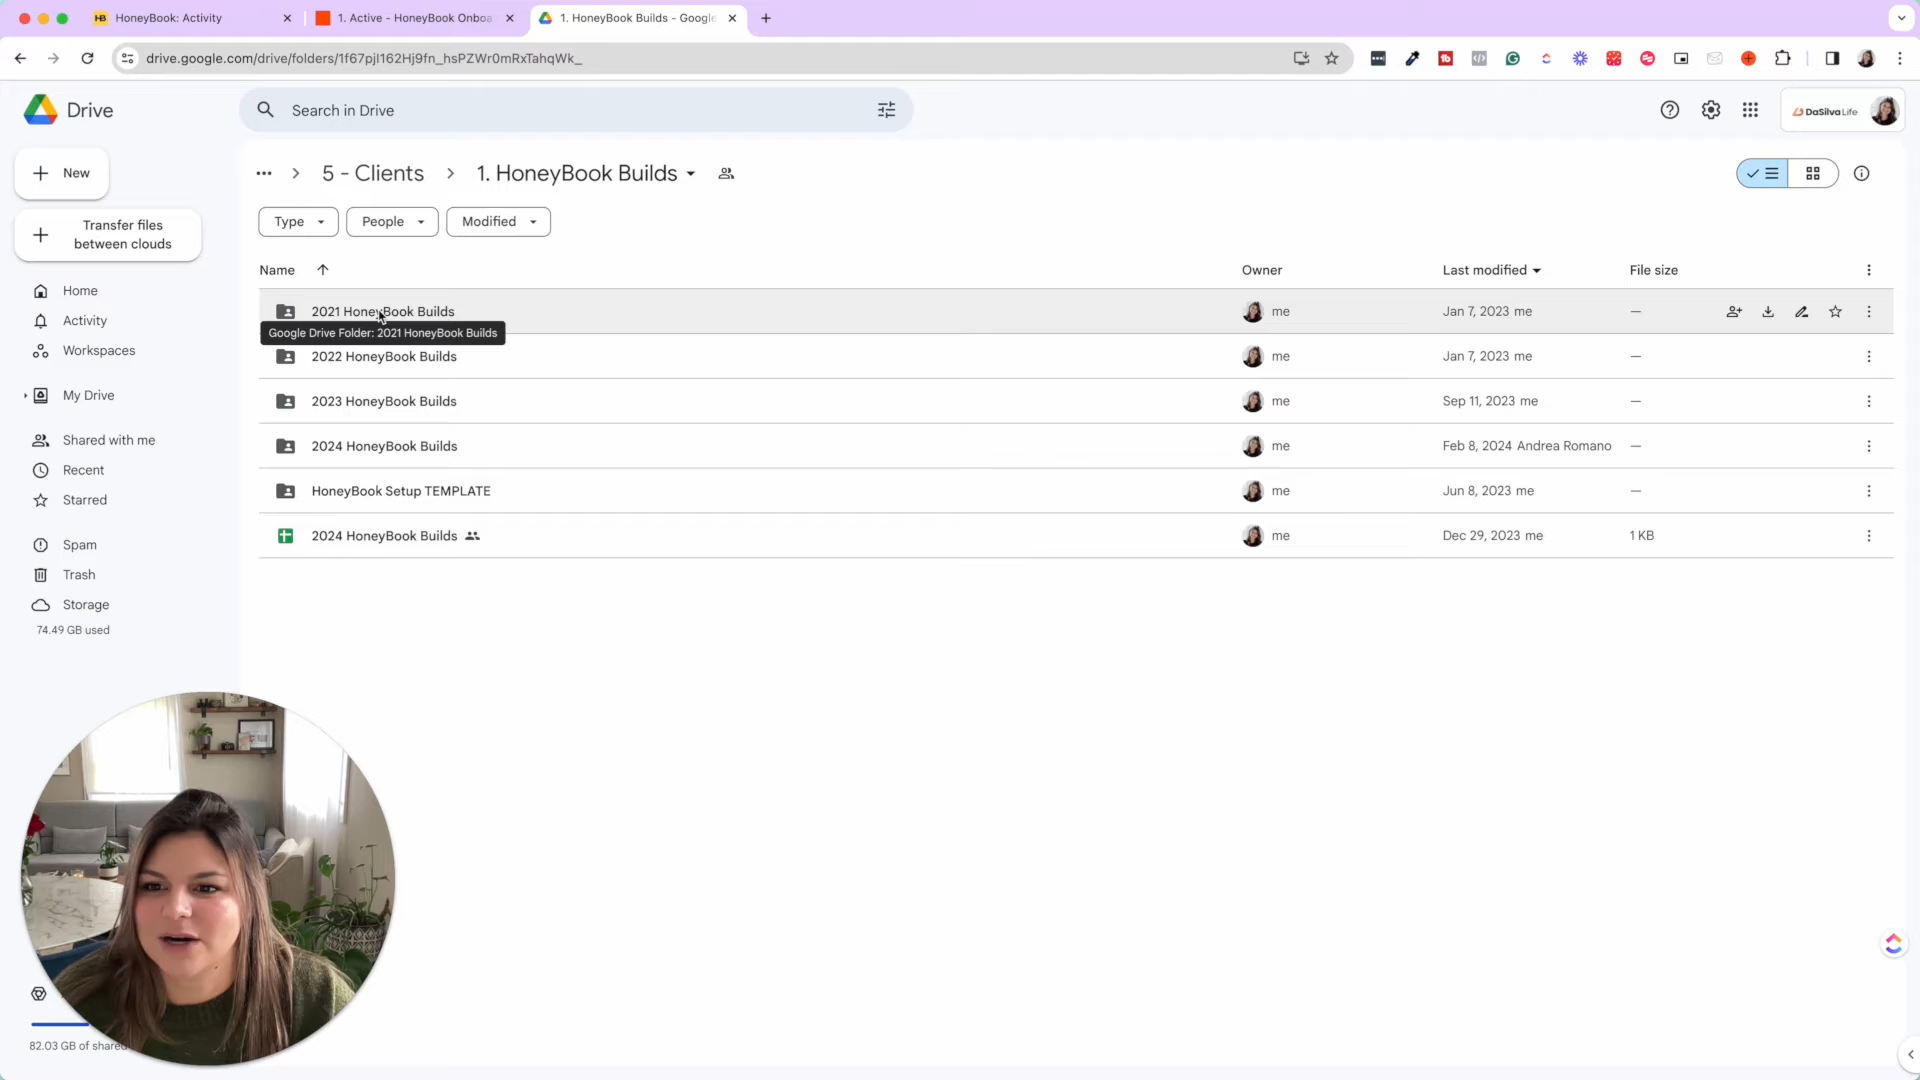 HB HoneyBook: Activity
1. Active - HoneyBook Onboa
1. HoneyBook Builds - Google
drive.google.com/drive/folders/1f67pjl162Hj9fn_hsPZWr0mRxTahqWk_
Drive
Search in Drive
DaSilva Life
New
5 - Clients
1. HoneyBook Builds
Transfer files
between clouds
Type
People
Modified
Name
Owner
Last modified
File size
Home
Activity
Workspaces
My Drive
Shared with me
Recent
Starred
Spam
Trash
Storage
74.49 GB used
2021 HoneyBook Builds
me
Jan 7, 2023 me
—
Google Drive Folder: 2021 HoneyBook Builds
2022 HoneyBook Builds
me
Jan 7, 2023 me
—
2023 HoneyBook Builds
me
Sep 11, 2023 me
—
2024 HoneyBook Builds
me
Feb 8, 2024 Andrea Romano
—
HoneyBook Setup TEMPLATE
me
Jun 8, 2023 me
—
2024 HoneyBook Builds
me
Dec 29, 2023 me
1 KB
82.03 GB of shared